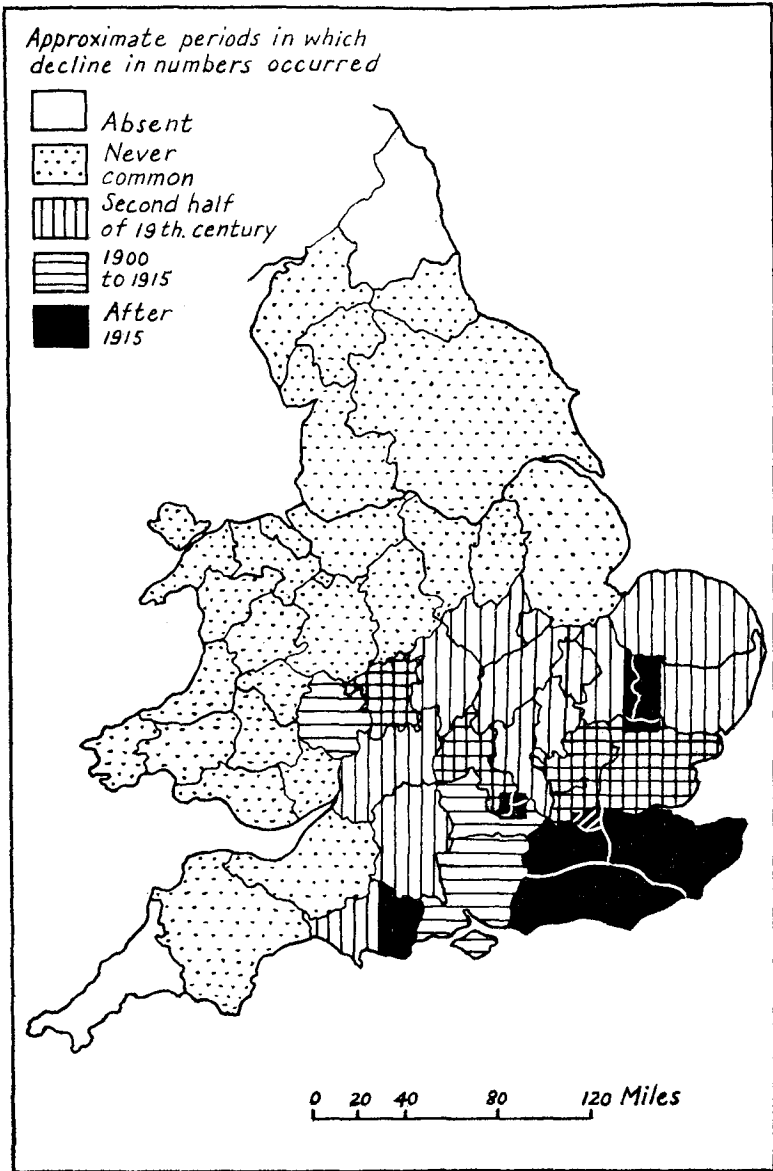 Approximate periods in which
decline in numbers occurred
Absent
Never
common
Second half
of 19th. century
1900
to 1915
After
1915
0 20 40 80 120 Miles